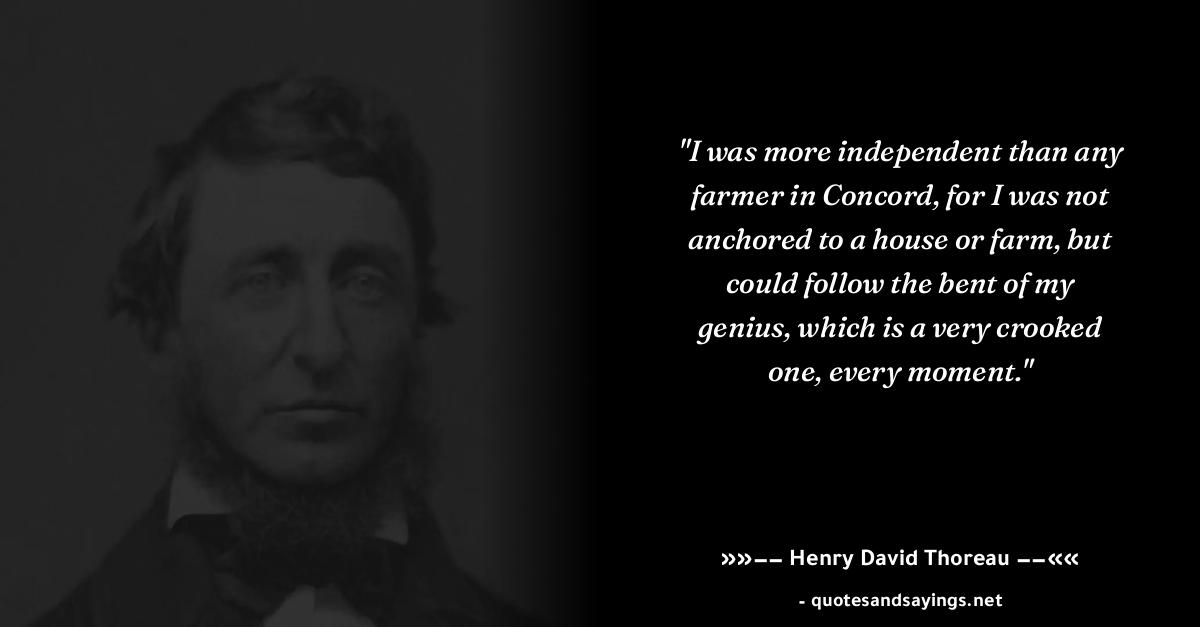 "I was more independent than any
farmer in Concord, for I was not
anchored to a house or farm, but
could follow the bent of my
genius, which is a very crooked
one, every moment."
»»–– Henry David Thoreau ––««
- quotesandsayings.net